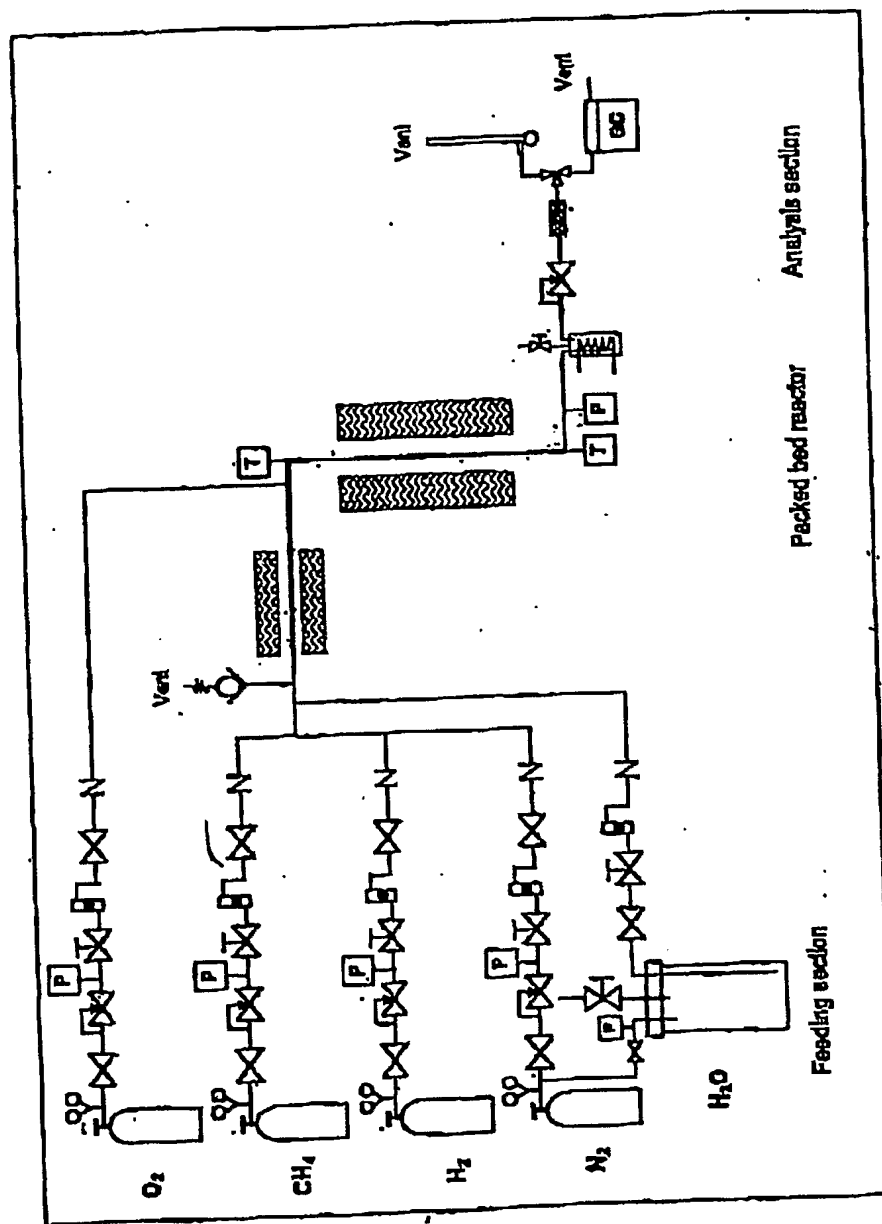 O₂
CH₄
H₂
N₂
H₂O
P
P
P
P
P
Vent
T
T
P
Vent
Vent
GC
Feeding section
Packed bed reactor
Analysis section